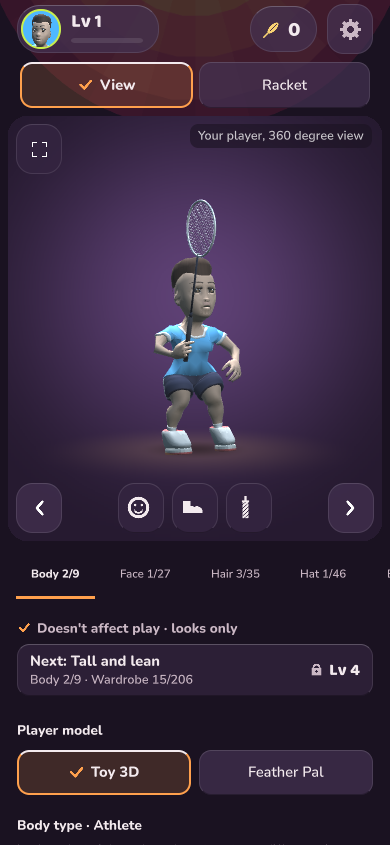 Lv 1
0
View
Racket
Your player, 360 degree view
Body 2/9
Face 1/27
Hair 3/35
Hat 1/46
Doesn't affect play · looks only
Next: Tall and lean
Body 2/9 · Wardrobe 15/206
Lv 4
Player model
Toy 3D
Feather Pal
Body type · Athlete